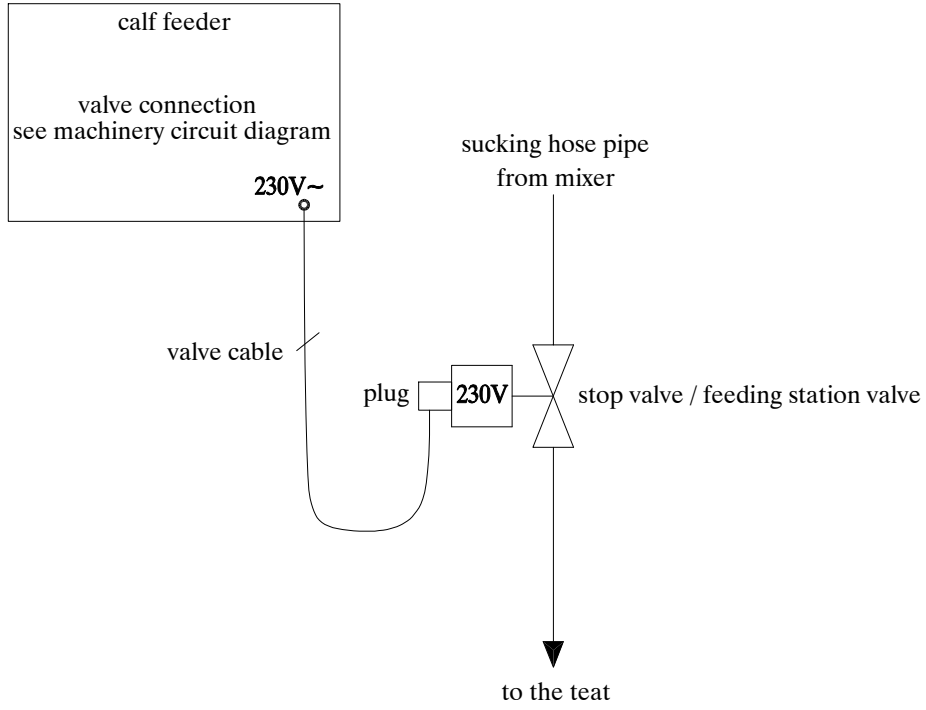 calf feeder
valve connection
see machinery circuit diagram
230V~
sucking hose pipe
from mixer
valve cable
plug
230V
stop valve / feeding station valve
to the teat